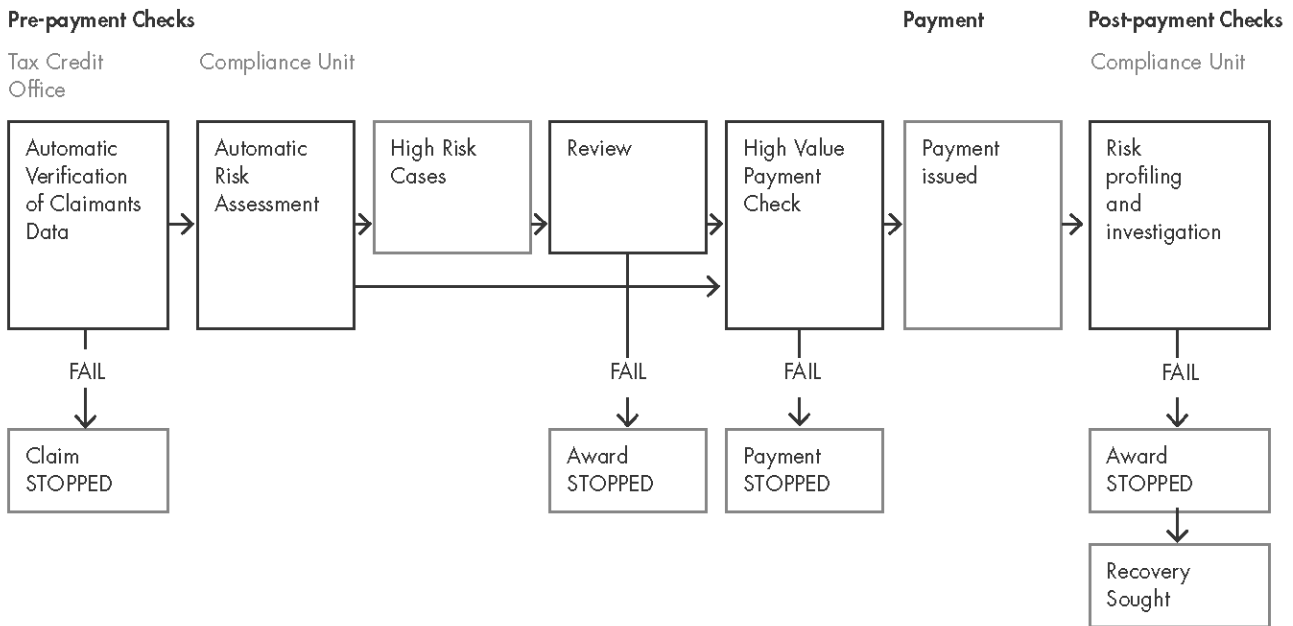 Pre-payment Checks
Payment
Post-payment Checks
Tax Credit
Office
Compliance Unit
Compliance Unit
Automatic
Verification
of Claimants
Data
Automatic
Risk
Assessment
High Risk
Cases
Review
High Value
Payment
Check
Payment
issued
Risk
profiling
and
investigation
FAIL
FAIL
FAIL
FAIL
Claim
STOPPED
Award
STOPPED
Payment
STOPPED
Award
STOPPED
Recovery
Sought